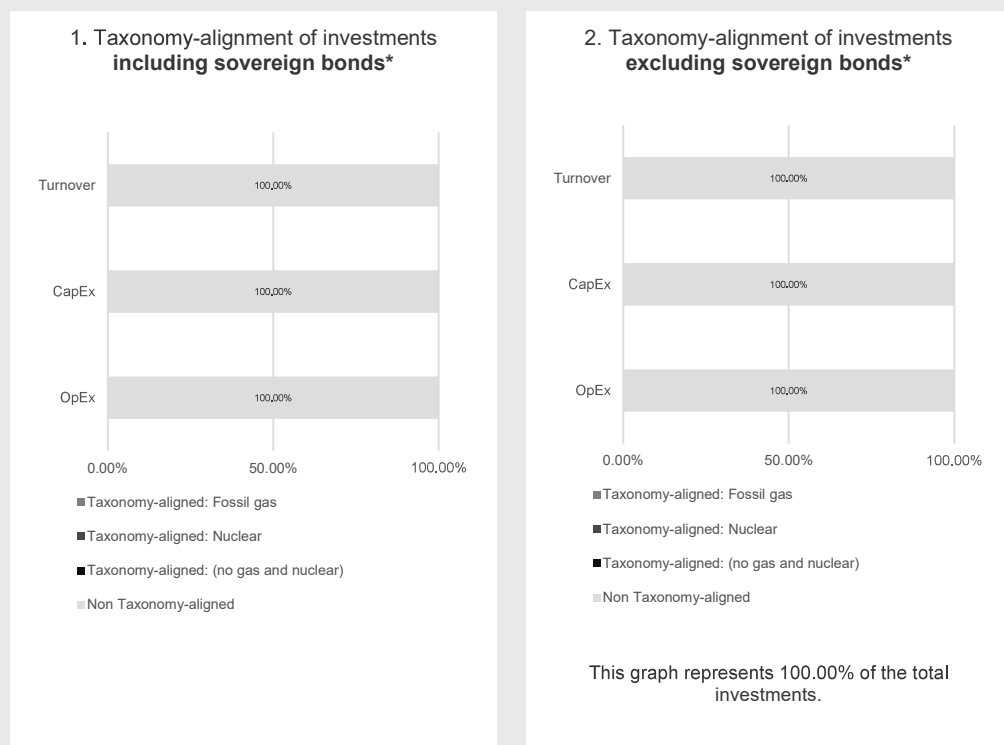 1. Taxonomy-alignment of investments
including sovereign bonds*
Turnover
100.00%
CapEx
100.00%
OpEx
100.00%
0.00%
50.00%
100.00%
Taxonomy-aligned: Fossil gas
Taxonomy-aligned: Nuclear
Taxonomy-aligned: (no gas and nuclear)
Non Taxonomy-aligned
2. Taxonomy-alignment of investments
excluding sovereign bonds*
Turnover
100.00%
CapEx
100.00%
OpEx
100.00%
0.00%
50.00%
100.00%
Taxonomy-aligned: Fossil gas
Taxonomy-aligned: Nuclear
Taxonomy-aligned: (no gas and nuclear)
Non Taxonomy-aligned
This graph represents 100.00% of the total
investments.